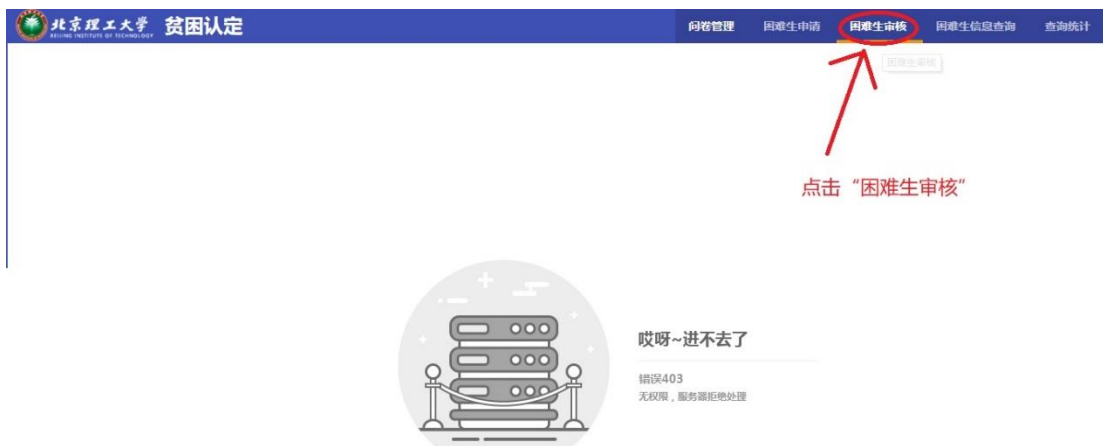 北京理工大学 贫困认定
BEIJING INSTITUTE OF TECHNOLOGY
问卷管理 困难生申请 困难生审核 困难生信息查询 查询统计
困难生审核
点击“困难生审核”
哎呀~进不去了
错误403
无权限，服务器拒绝处理